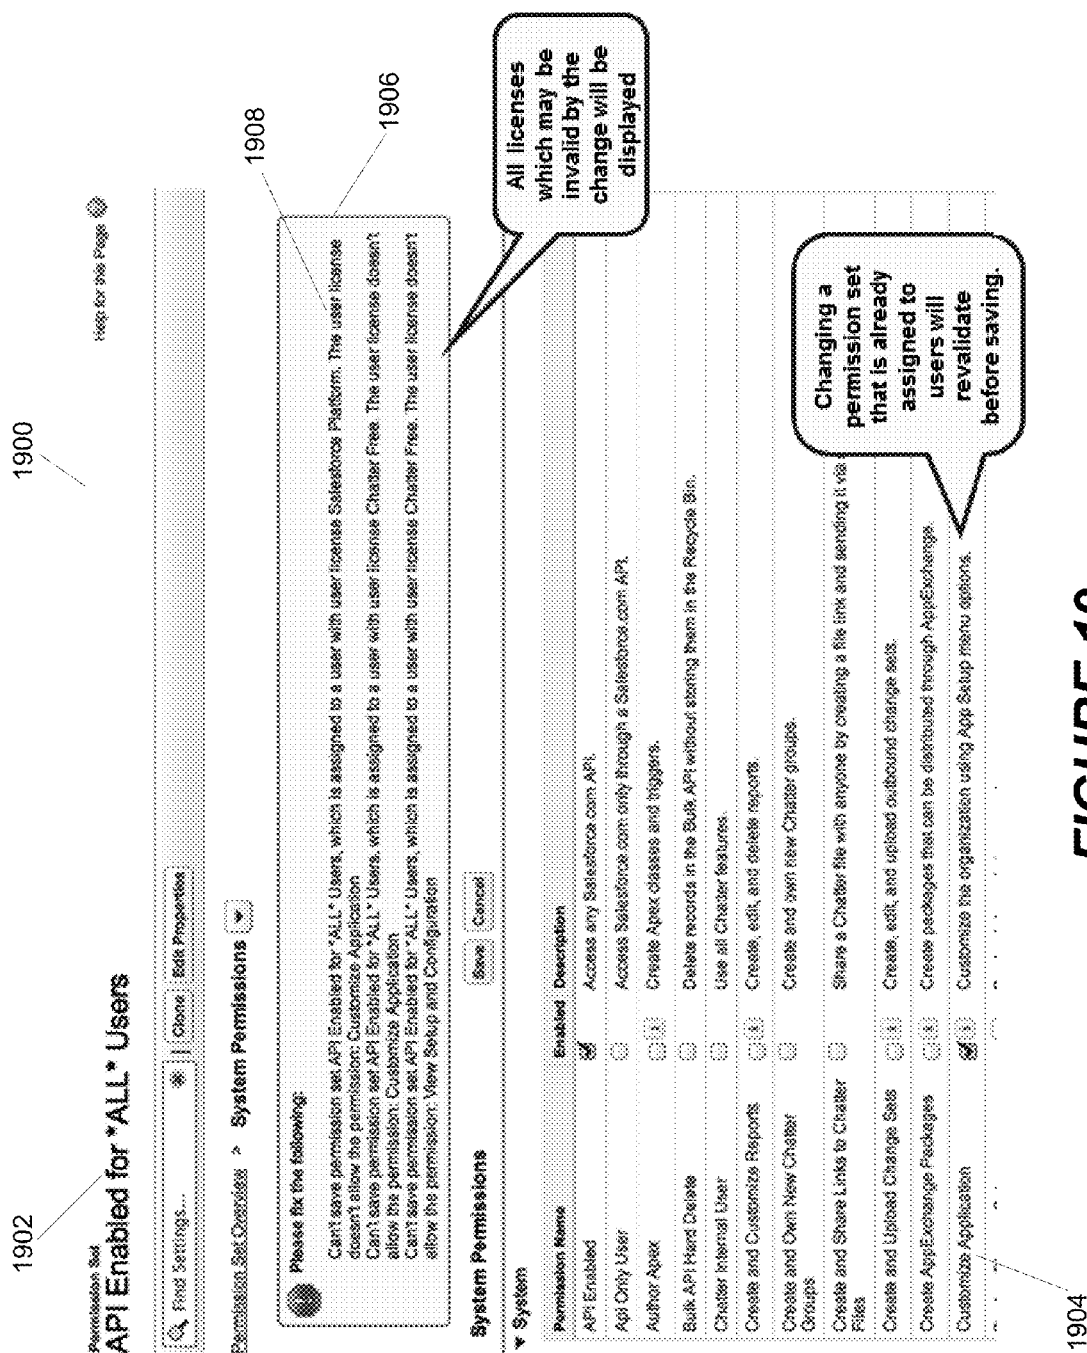 1900
1902
Permission Set
API Enabled for *ALL* Users
Help for this Page
Find Settings...
Clone
Edit Properties
Permission Set Overview > System Permissions
1908
1906
Please fix the following:
Can't save permission set API Enabled for *ALL* Users, which is assigned to a user with user license Salesforce Platform. The user license
doesn't allow the permission: Customize Application
Can't save permission set API Enabled for *ALL* Users, which is assigned to a user with user license Chatter Free. The user license doesn't
allow the permission: Customize Application
Can't save permission set API Enabled for *ALL* Users, which is assigned to a user with user license Chatter Free. The user license doesn't
allow the permission: View Setup and Configuration
All licenses
which may be
invalid by the
change will be
displayed
System Permissions
Save
Cancel
System
Permission Name Enabled Description
API Enabled Access any Salesforce.com API.
Api Only User Access Salesforce.com only through a Salesforce.com API.
Author Apex Create Apex classes and triggers.
Bulk API Hard Delete Delete records in the Bulk API without storing them in the Recycle Bin.
Chatter Internal User Use all Chatter features.
Create and Customize Reports Create, edit, and delete reports
Create and Own New Chatter
Groups
Create and own new Chatter groups.
Create and Share Links to Chatter
Files
Share a Chatter file with anyone by creating a file link and sending it via
Create and Upload Change Sets Create, edit, and upload outbound change sets.
Create AppExchange Packages Create packages that can be distributed through AppExchange.
Customize Application Customize the organization using App Setup menu options.
Changing a
permission set
that is already
assigned to
users will
revalidate
before saving.
1904
FIGURE 19